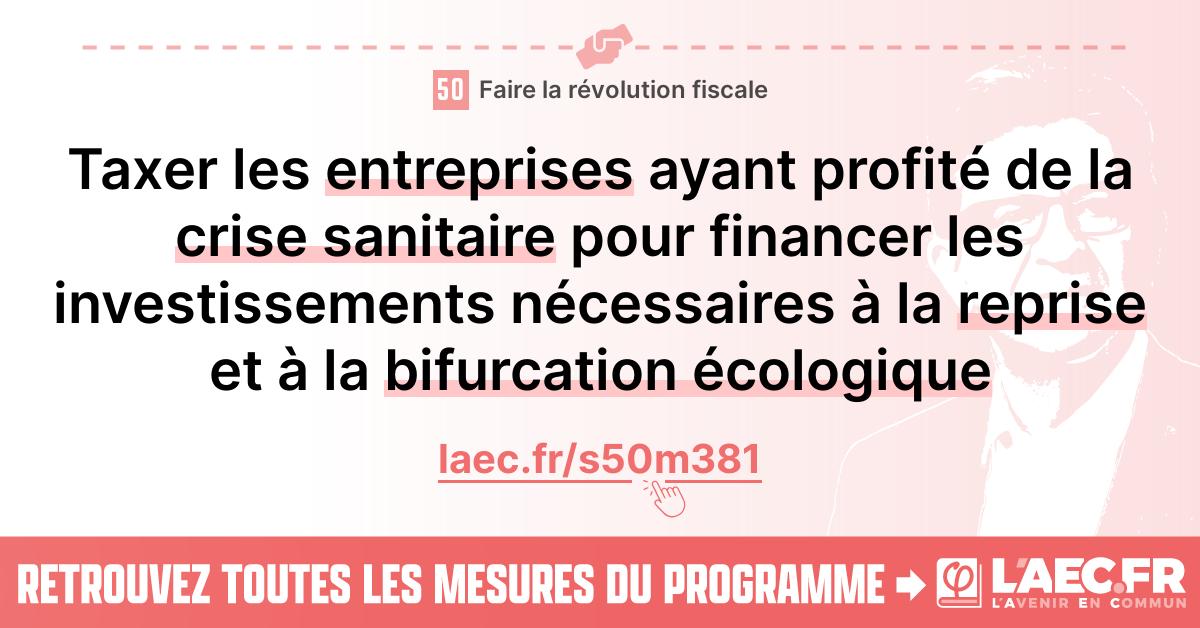 50 Faire la révolution fiscale
Taxer les entreprises ayant profité de la
crise sanitaire pour financer les
investissements nécessaires à la reprise
et à la bifurcation écologique
laec.fr/s50m381
RETROUVEZ TOUTES LES MESURES DU PROGRAMME
L'AEC.FR
L'AVENIR EN COMMUN